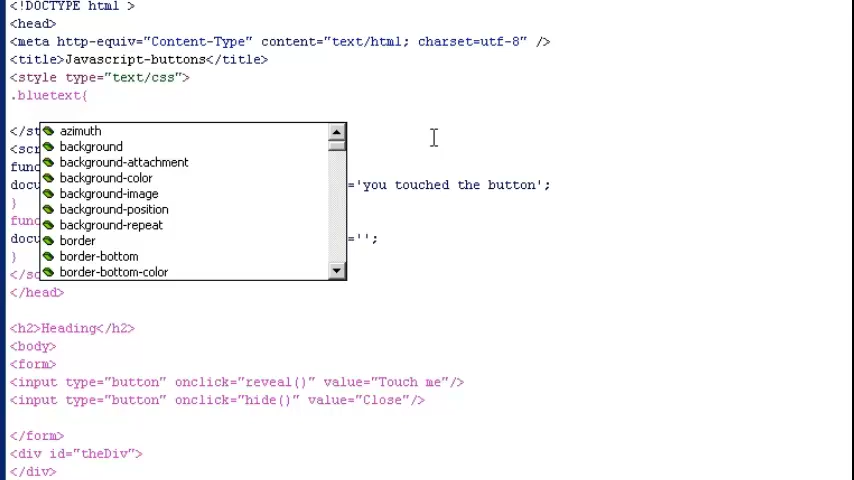 <!DOCTYPE html >
<head>
<meta http-equiv="Content-Type" content="text/html; charset=utf-8" />
<title>Javascript-buttons</title>
<style type="text/css">
.bluetext{
</st
azimuth
<scr
background
func
background-attachment
background-color
docu
='you touched the button';
background-image
}
background-position
func
background-repeat
docu
border
='';
}
border-bottom
</sc
border-bottom-color
</head>
<h2>Heading</h2>
<body>
<form>
<input type="button" onclick="reveal()" value="Touch me"/>
<input type="button" onclick="hide()" value="Close"/>
</form>
<div id="theDiv">
</div>